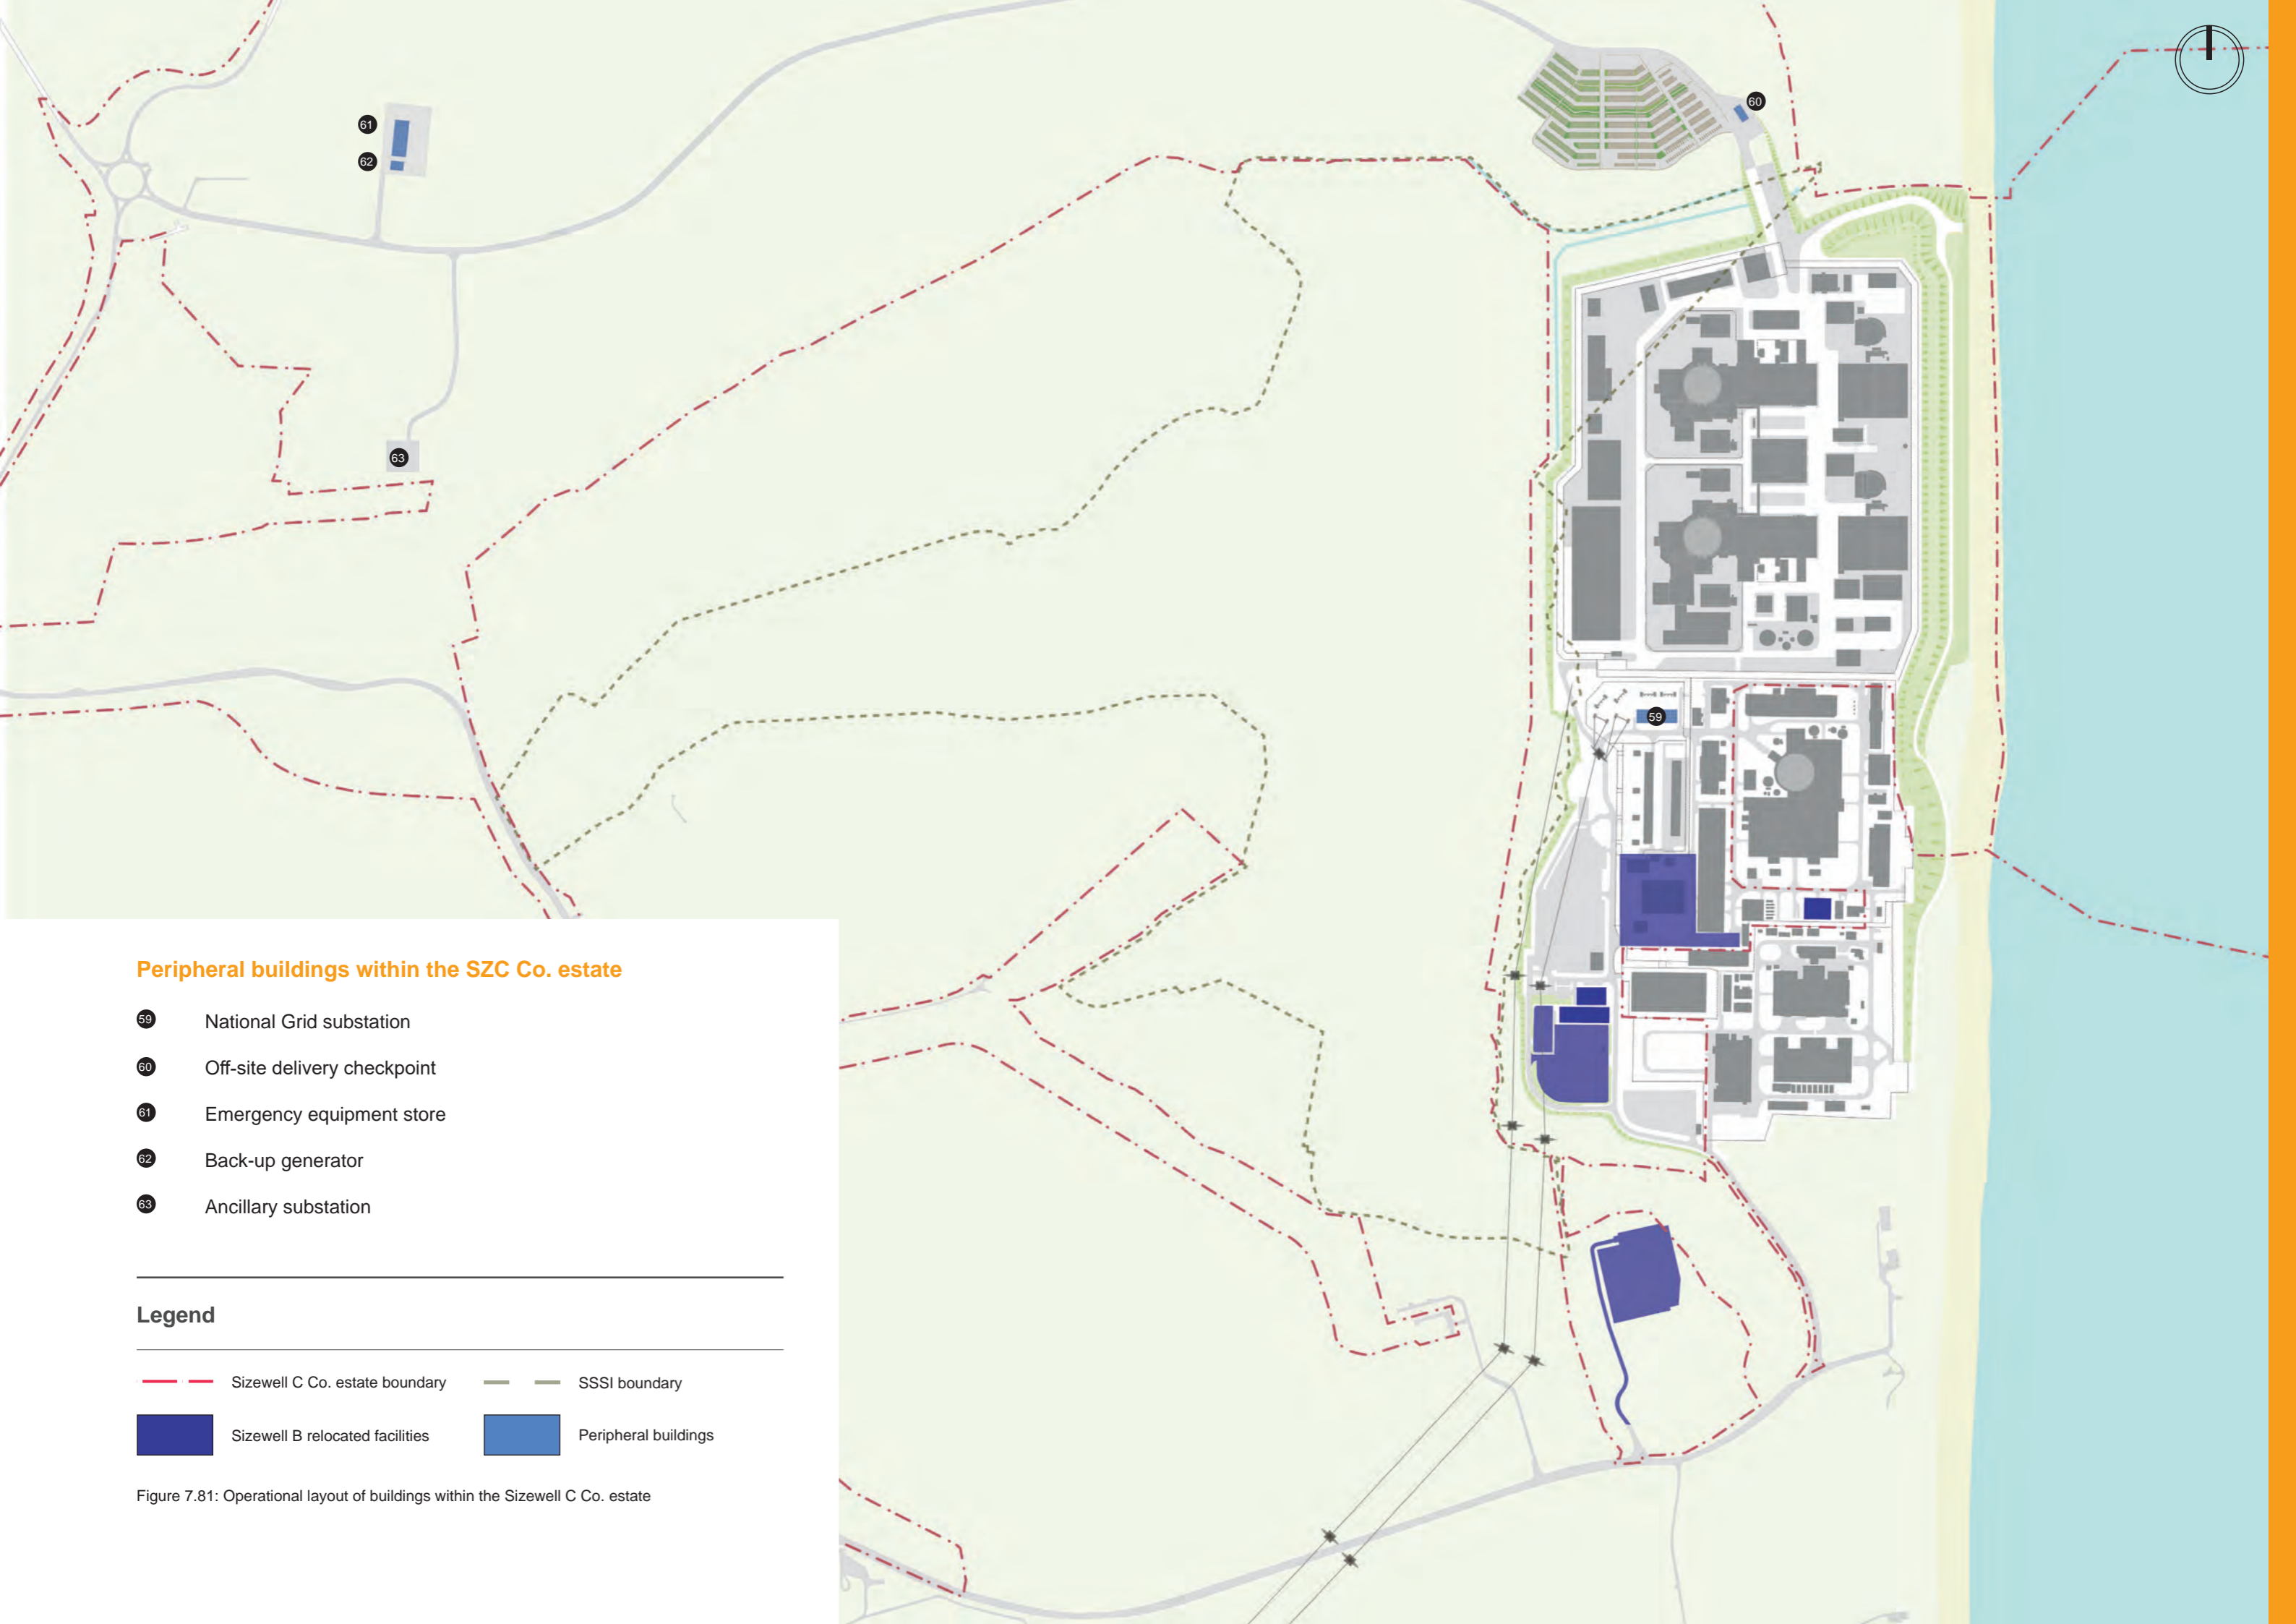 60
61
62
63
59
Peripheral buildings within the SZC Co. estate
59 National Grid substation
60 Off-site delivery checkpoint
61 Emergency equipment store
62 Back-up generator
63 Ancillary substation
Legend
Sizewell C Co. estate boundary
SSSI boundary
Sizewell B relocated facilities
Peripheral buildings
Figure 7.81: Operational layout of buildings within the Sizewell C Co. estate